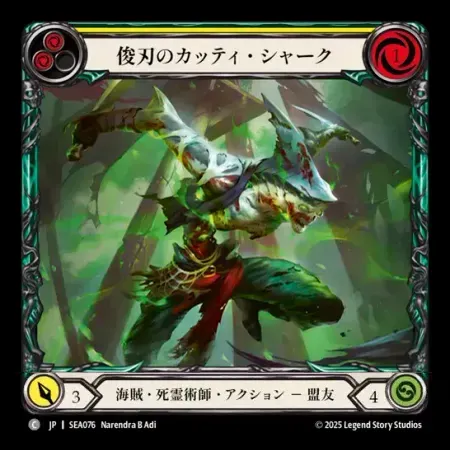 俊刃のカッティ・シャーク
1
3
海賊・死霊術師・アクション － 盟友
4
C JP | SEA076 Narendra B Adi
© 2025 Legend Story Studios